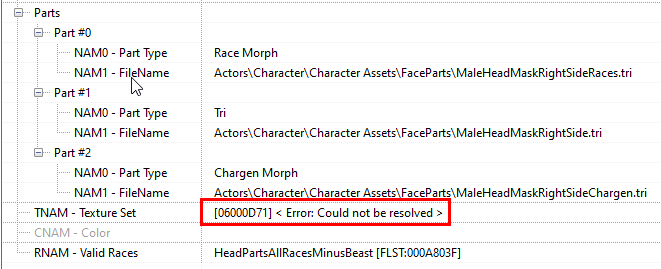 Parts
Part #0
NAM0 - Part Type Race Morph
NAM1 - FileName Actors\Character\Character Assets\FaceParts\MaleHeadMaskRightSideRaces.tri
Part #1
NAM0 - Part Type Tri
NAM1 - FileName Actors\Character\Character Assets\FaceParts\MaleHeadMaskRightSide.tri
Part #2
NAM0 - Part Type Chargen Morph
NAM1 - FileName Actors\Character\Character Assets\FaceParts\MaleHeadMaskRightSideChargen.tri
TNAM - Texture Set [06000D71] < Error: Could not be resolved >
CNAM - Color
RNAM - Valid Races HeadPartsAllRacesMinusBeast [FLST:000A803F]